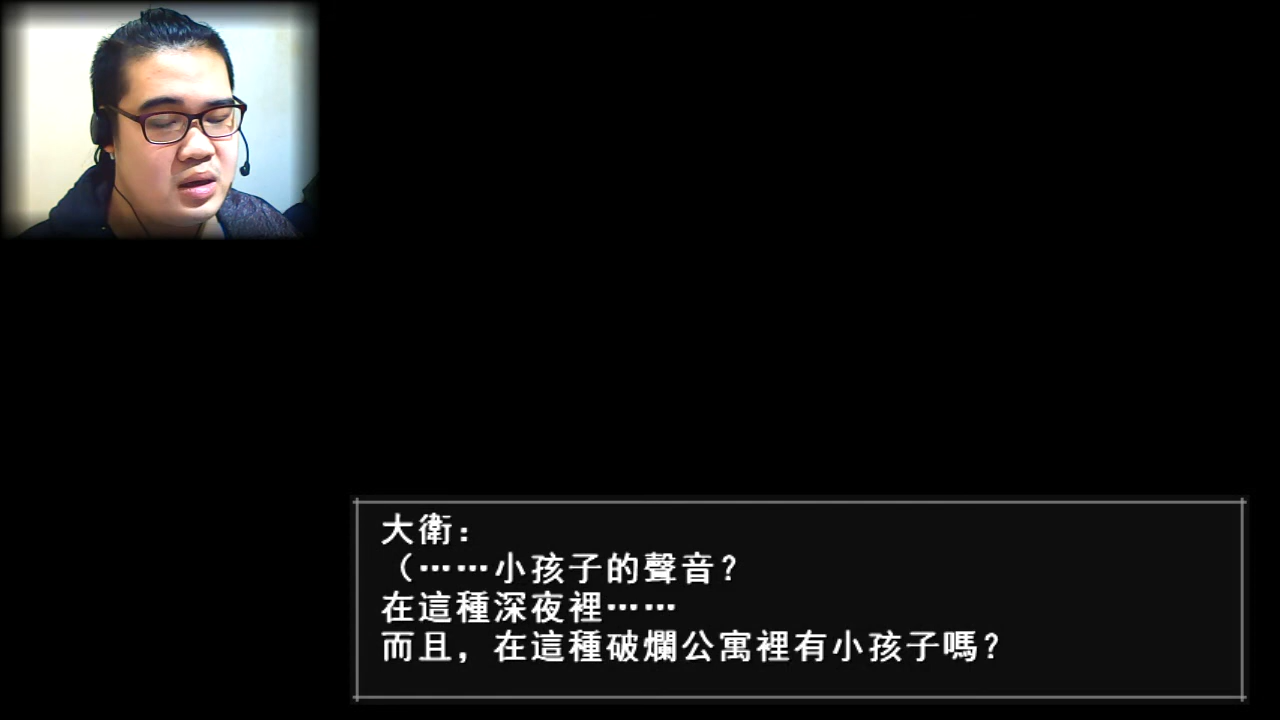 大衛：
（……小孩子的聲音？
在這種深夜裡……
而且，在這種破爛公寓裡有小孩子嗎？